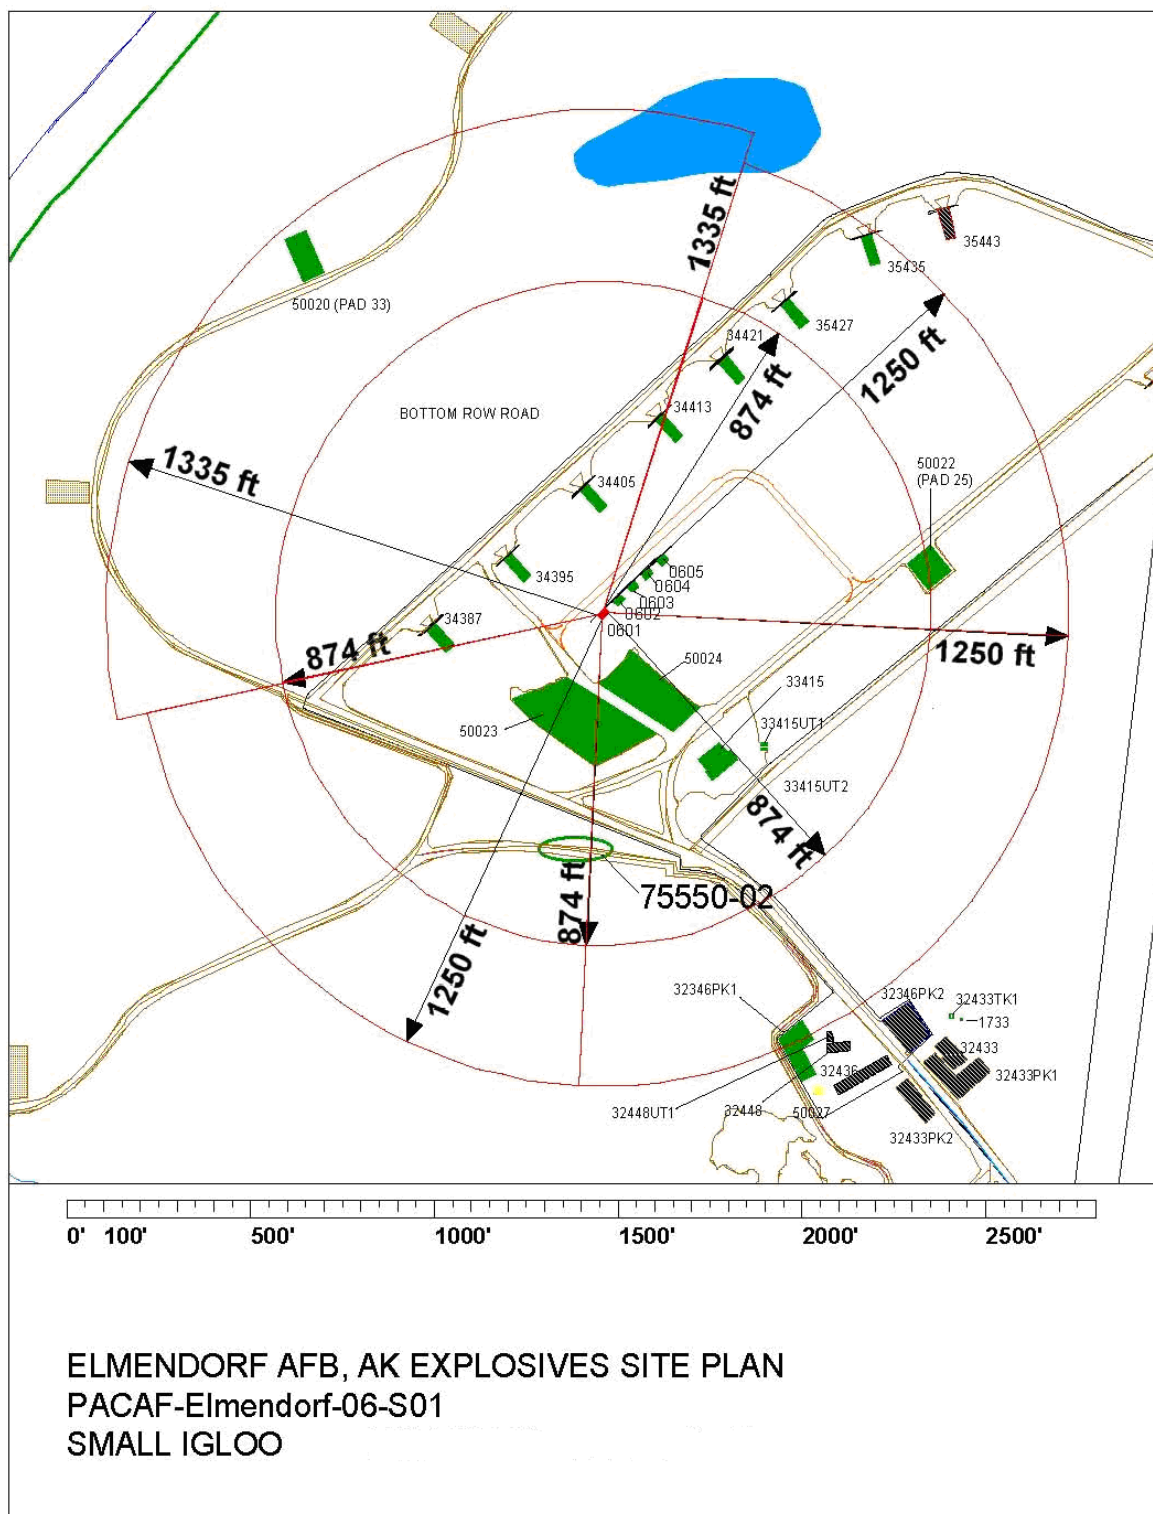 1335 ft
35443
35435
50020 (PAD 33)
35427
34421
1250 ft
874 ft
34413
BOTTOM ROW ROAD
1335 ft
50022
(PAD 25)
34405
34395
0605
0604
0603
0602
0601
34387
874 ft
1250 ft
50024
33415
33415UT1
50023
33415UT2
874 ft
75550-02
874 ft
1250 ft
32346PK1
32346PK2
32433TK1
1733
32433
32436
32433PK1
32448UT1
32448
50027
32433PK2
0' 100' 500' 1000' 1500' 2000' 2500'
ELMENDORF AFB, AK EXPLOSIVES SITE PLAN
PACAF-Elmendorf-06-S01
SMALL IGLOO